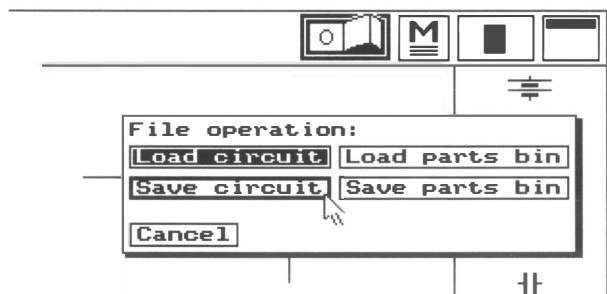 M
File operation:
Load circuit Load parts bin
Save circuit Save parts bin
Cancel